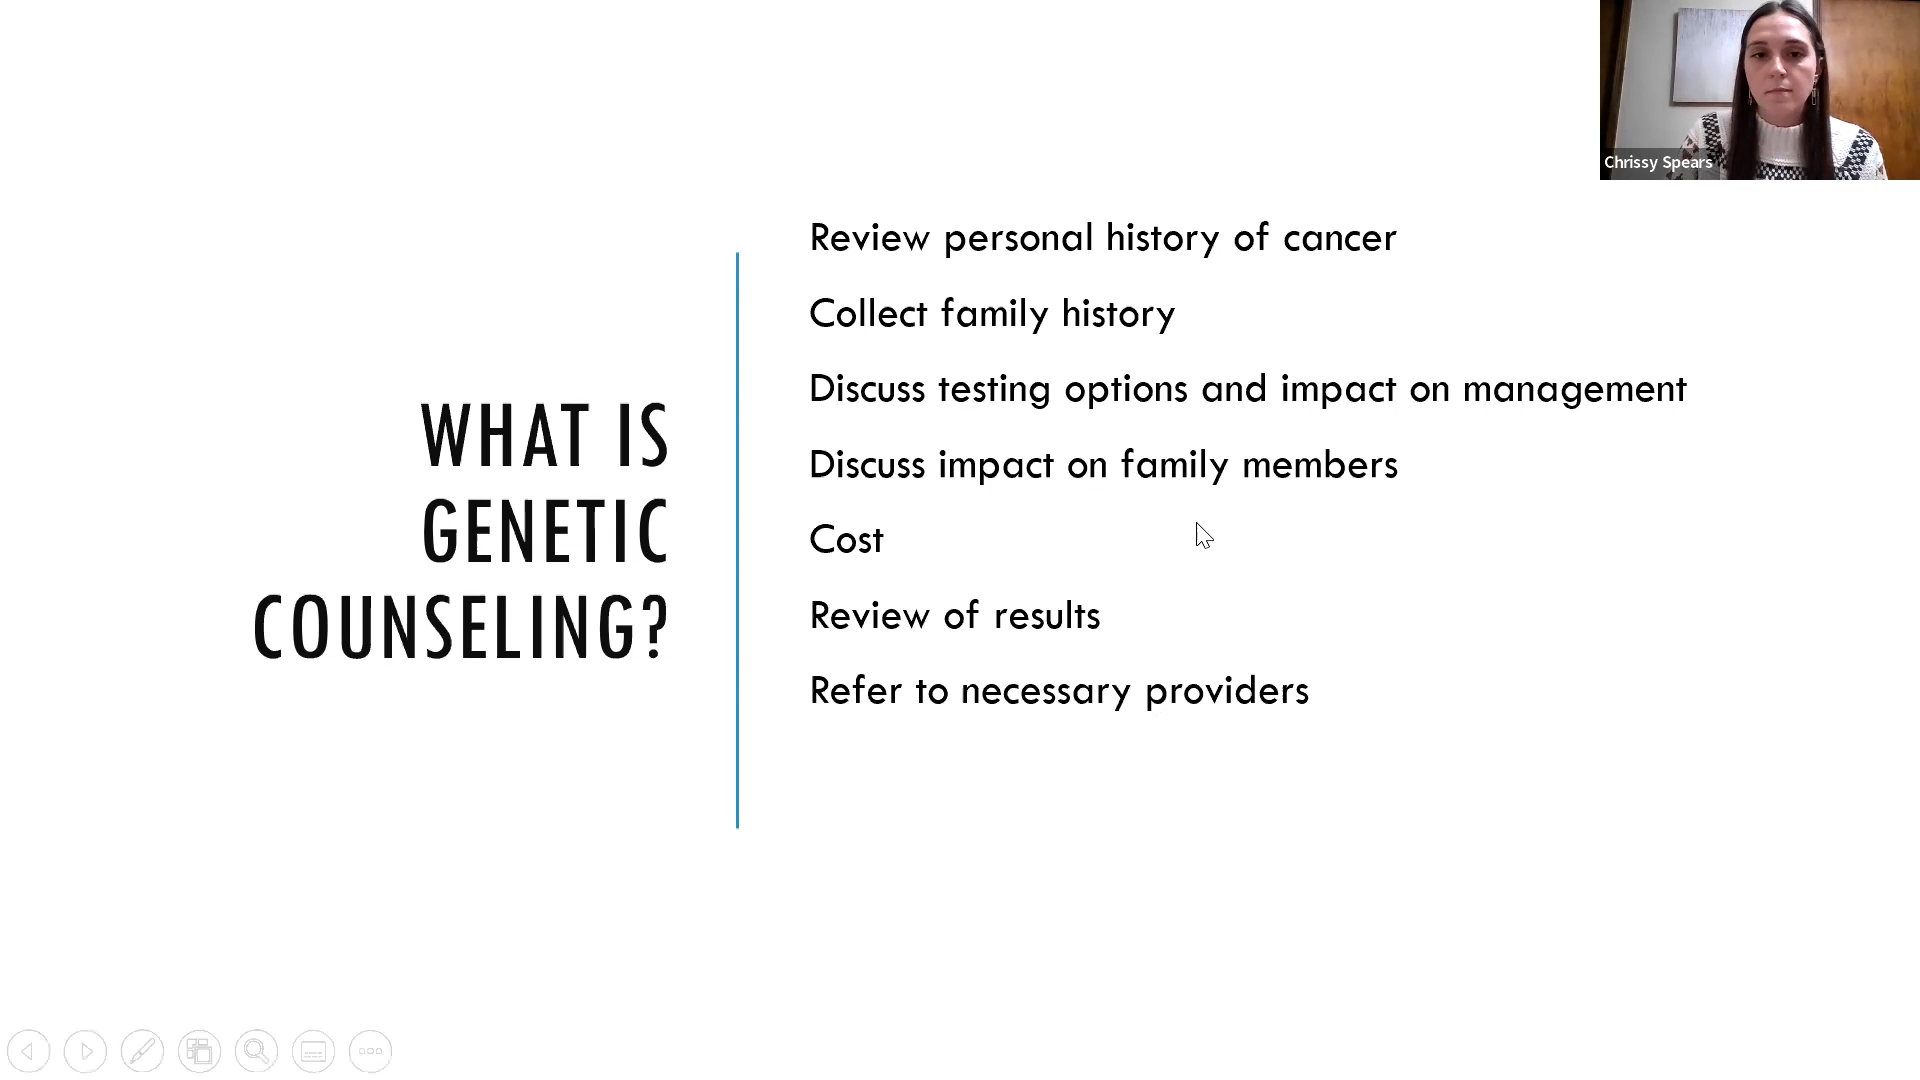 Chrissy Spears
WHAT IS
GENETIC
COUNSELING?
Review personal history of cancer
Collect family history
Discuss testing options and impact on management
Discuss impact on family members
Cost
Review of results
Refer to necessary providers